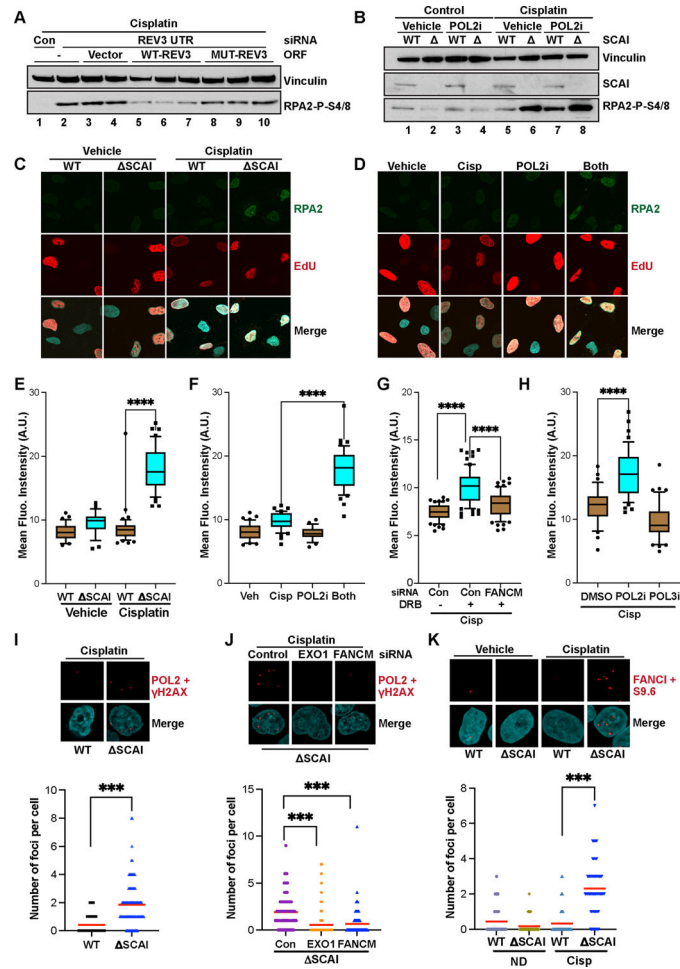 A
Cisplatin
Con REV3 UTR siRNA
- Vector WT-REV3 MUT-REV3 ORF
Vinculin
RPA2-P-S4/8
1 2 3 4 5 6 7 8 9 10
B
Control Cisplatin
Vehicle POL2i Vehicle POL2i
WT Δ WT Δ WT Δ WT Δ SCAI
Vinculin
SCAI
RPA2-P-S4/8
1 2 3 4 5 6 7 8
C
Vehicle Cisplatin
WT ΔSCAI WT ΔSCAI
RPA2
EdU
Merge
D
Vehicle Cisp POL2i Both
RPA2
EdU
Merge
E
Mean Fluo. Instensity (A.U.)
30
20
10
0
****
WT ΔSCAI WT ΔSCAI
Vehicle Cisplatin
F
Mean Fluo. Instensity (A.U.)
30
20
10
0
****
Veh Cisp POL2i Both
G
Mean Fluo. Instensity (A.U.)
20
15
10
5
0
**** ****
siRNA Con Con FANCM
DRB - + +
Cisp
H
Mean Fluo. Intensity (A.U.)
30
20
10
0
****
DMSO POL2i POL3i
Cisp
I
Cisplatin
POL2 +
γH2AX
Merge
WT ΔSCAI
Number of foci per cell
10
8
6
4
2
0
***
WT ΔSCAI
J
Cisplatin
Control EXO1 FANCM siRNA
POL2 +
γH2AX
Merge
ΔSCAI
Number of foci per cell
15
10
5
0
***
***
Con EXO1 FANCM
ΔSCAI
K
Vehicle Cisplatin
FANCI +
S9.6
Merge
WT ΔSCAI WT ΔSCAI
Number of foci per cell
8
6
4
2
0
***
WT ΔSCAI WT ΔSCAI
ND Cisp